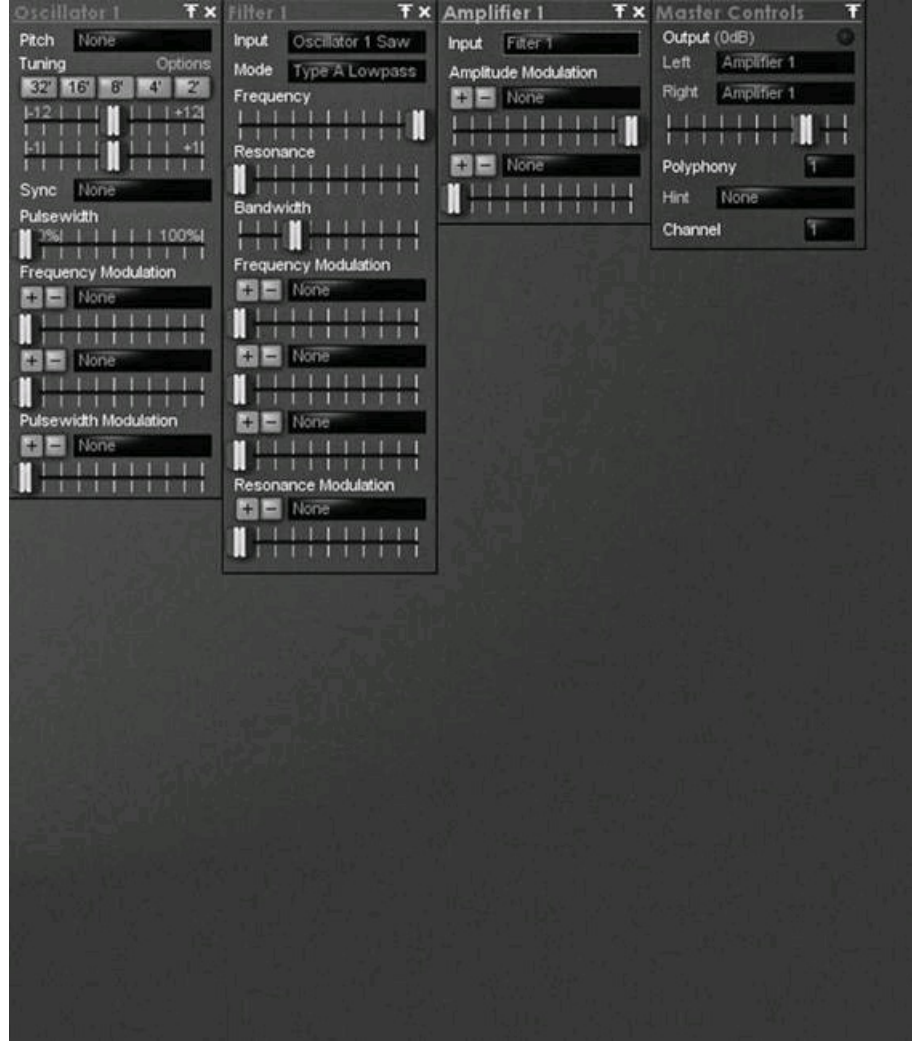 Oscillator 1
Pitch None
Tuning Options
32' 16' 8' 4' 2'
|-12 +12|
|-1| +1|
Sync None
Pulsewidth
0%| 100%|
Frequency Modulation
+ − None
+ − None
Pulsewidth Modulation
+ − None
Filter 1
Input Oscillator 1 Saw
Mode Type A Lowpass
Frequency
Resonance
Bandwidth
Frequency Modulation
+ − None
+ − None
+ − None
Resonance Modulation
+ − None
Amplifier 1
Input Filter 1
Amplitude Modulation
+ − None
+ − None
Master Controls
Output (0dB)
Left Amplifier 1
Right Amplifier 1
Polyphony 1
Hint None
Channel 1